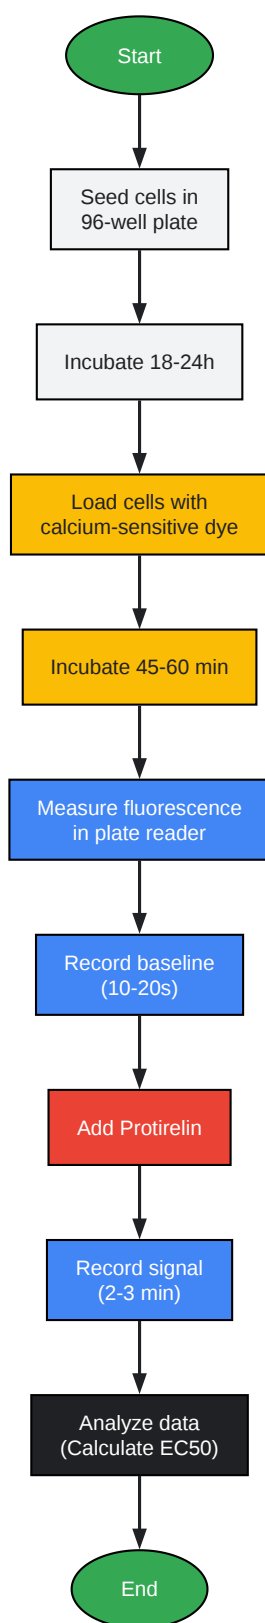 Start
Seed cells in
96-well plate
Incubate 18-24h
Load cells with
calcium-sensitive dye
Incubate 45-60 min
Measure fluorescence
in plate reader
Record baseline
(10-20s)
Add Protirelin
Record signal
(2-3 min)
Analyze data
(Calculate EC50)
End